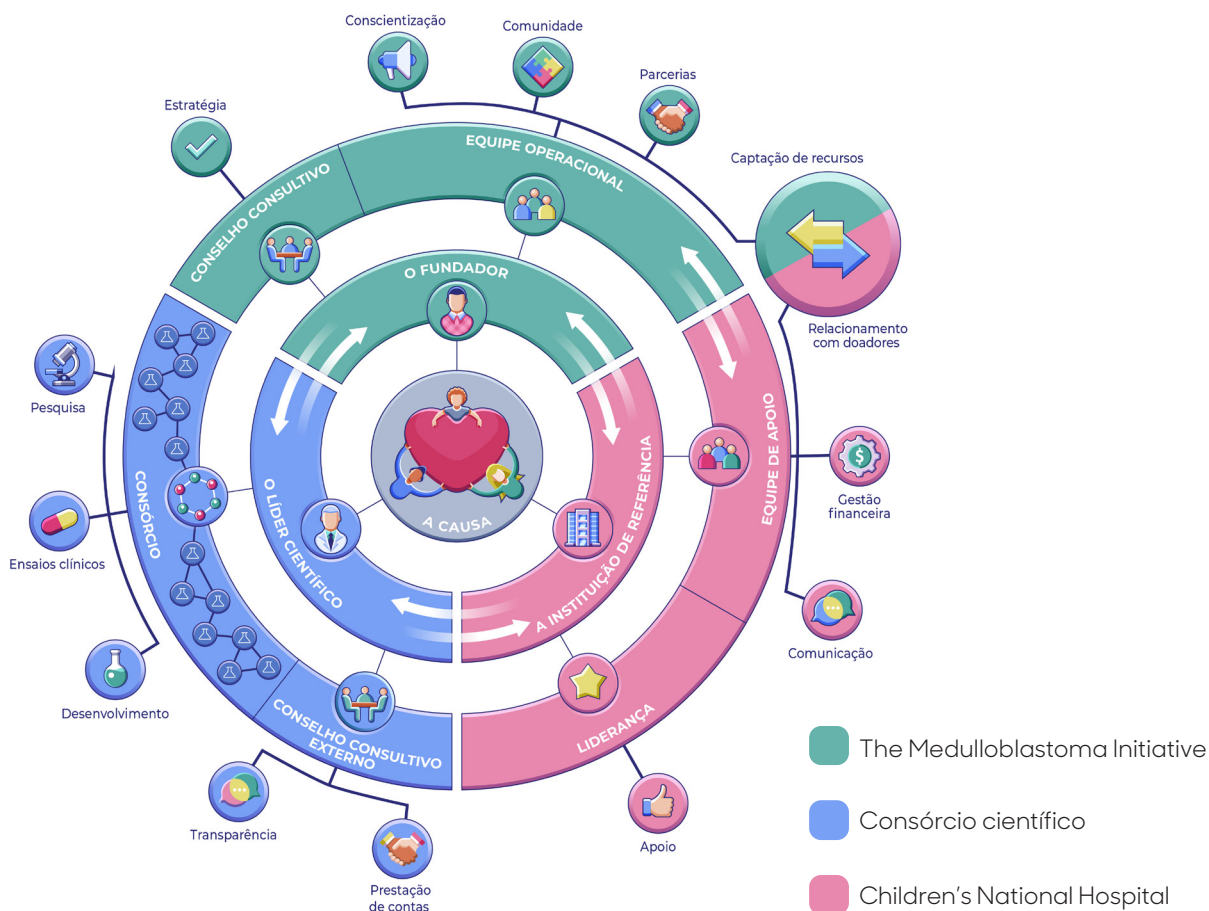 Conscientização
Comunidade
Parcerias
Estratégia
Captação de recursos
EQUIPE OPERACIONAL
CONSELHO CONSULTIVO
O FUNDADOR
Relacionamento
com doadores
Pesquisa
A CAUSA
O LÍDER CIENTÍFICO
A INSTITUIÇÃO DE REFERÊNCIA
EQUIPE DE APOIO
CONSÓRCIO
Gestão
financeira
Ensaios clínicos
Comunicação
Desenvolvimento
CONSELHO CONSULTIVO
EXTERNO
LIDERANÇA
Transparência
Apoio
Prestação
de contas
$
The Medulloblastoma Initiative
Consórcio científico
Children's National Hospital